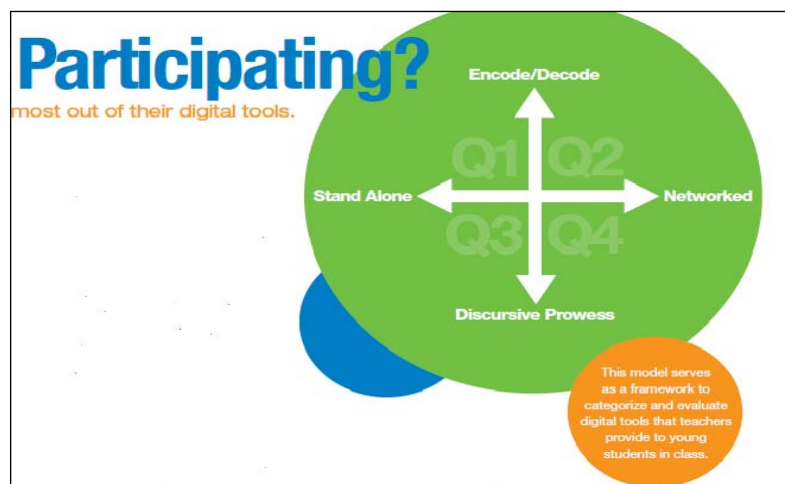 Participating?
most out of their digital tools.
Encode/Decode
Q1 Q2
Stand Alone
Networked
Q3 Q4
Discursive Prowess
This model serves
as a framework to
categorize and evaluate
digital tools that teachers
provide to young
students in class.